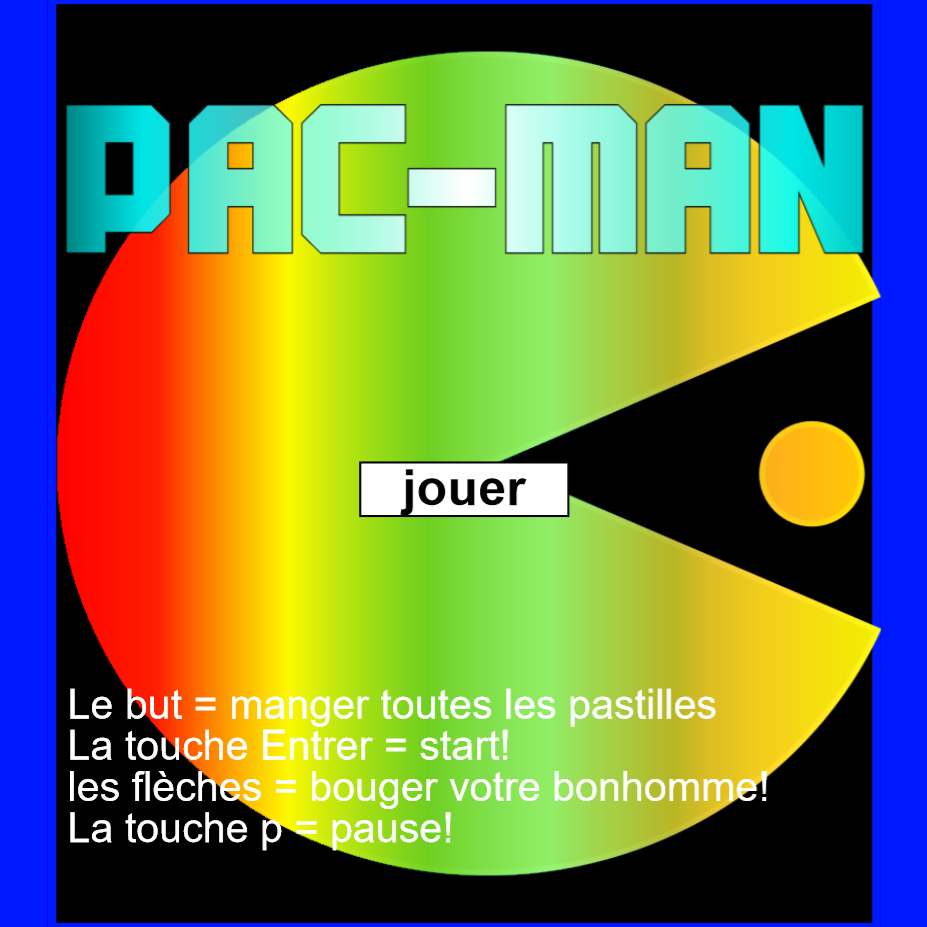 PAC-MAN
jouer
Le but = manger toutes les pastilles
La touche Entrer = start!
les flèches = bouger votre bonhomme!
La touche p = pause!